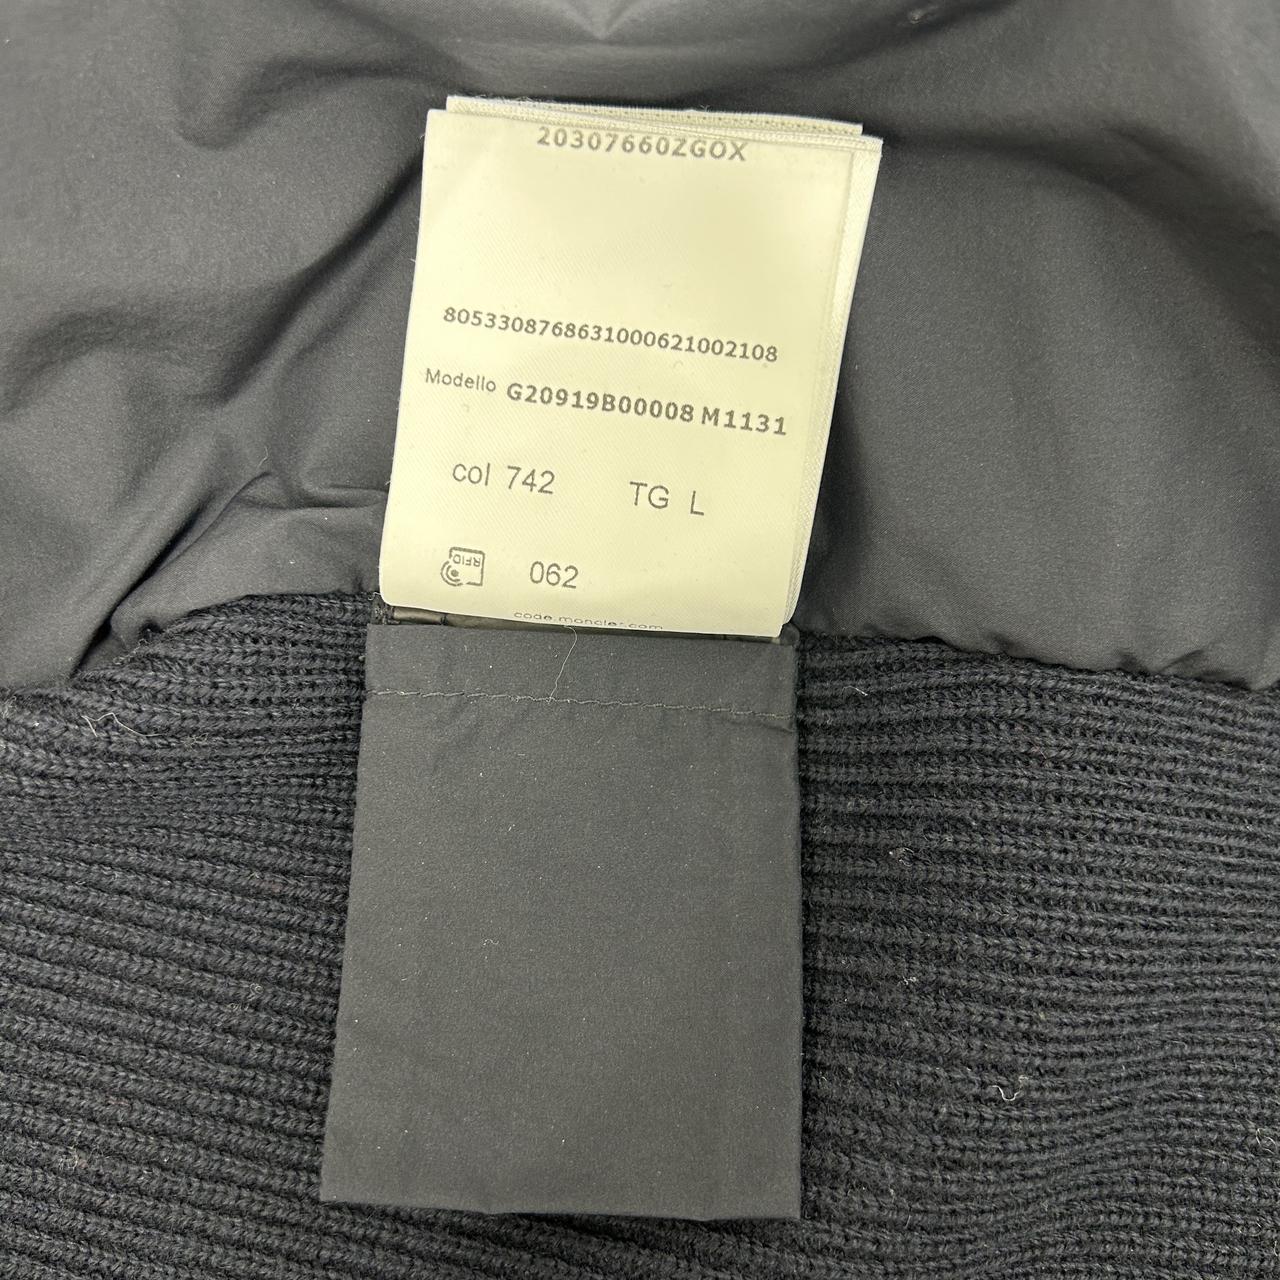 20307660ZGOX
8053308768631000621002108
Modello G20919B00008 M1131
col 742 TG L
RFID 062
code.moncler.com